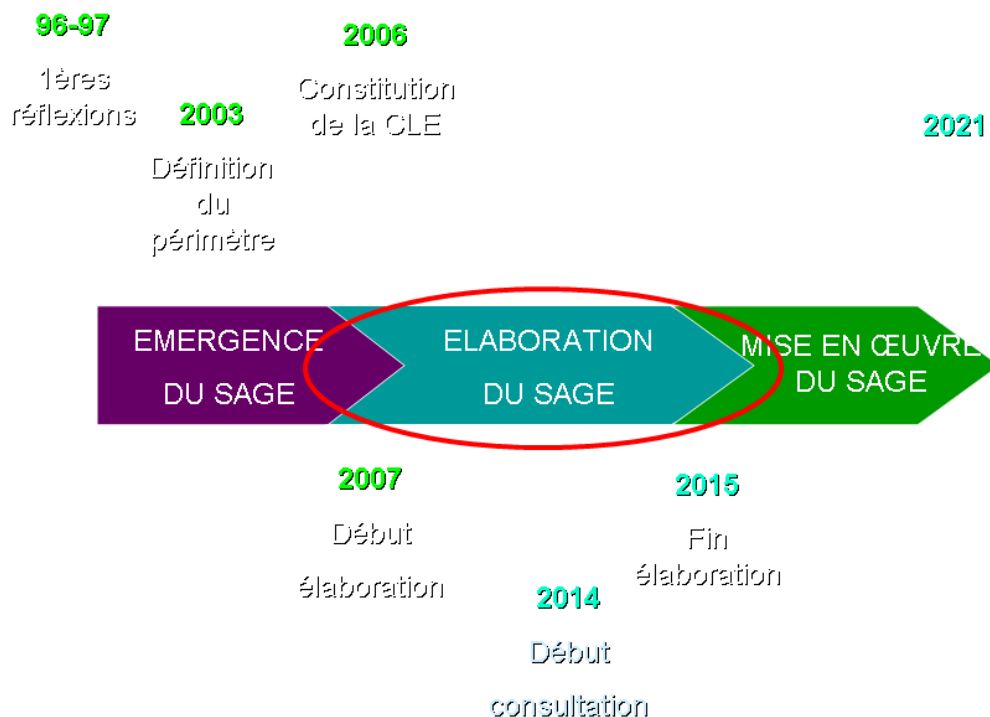 96-97
1ères
réflexions
2003
Définition
du
périmètre
2006
Constitution
de la CLE
2021
EMERGENCE
DU SAGE
ELABORATION
DU SAGE
MISE EN ŒUVRE
DU SAGE
2007
Début
élaboration
2014
Début
consultation
2015
Fin
élaboration